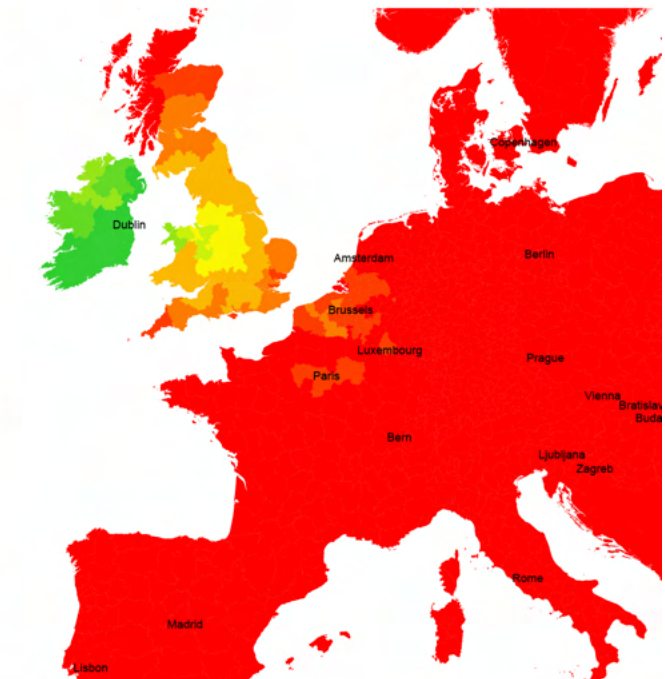 Copenhagen
Dublin
Berlin
Amsterdam
Brussels
Luxembourg
Prague
Paris
Vienna
Bratislav
Buda
Bern
Ljubljana
Zagreb
Rome
Madrid
Lisbon